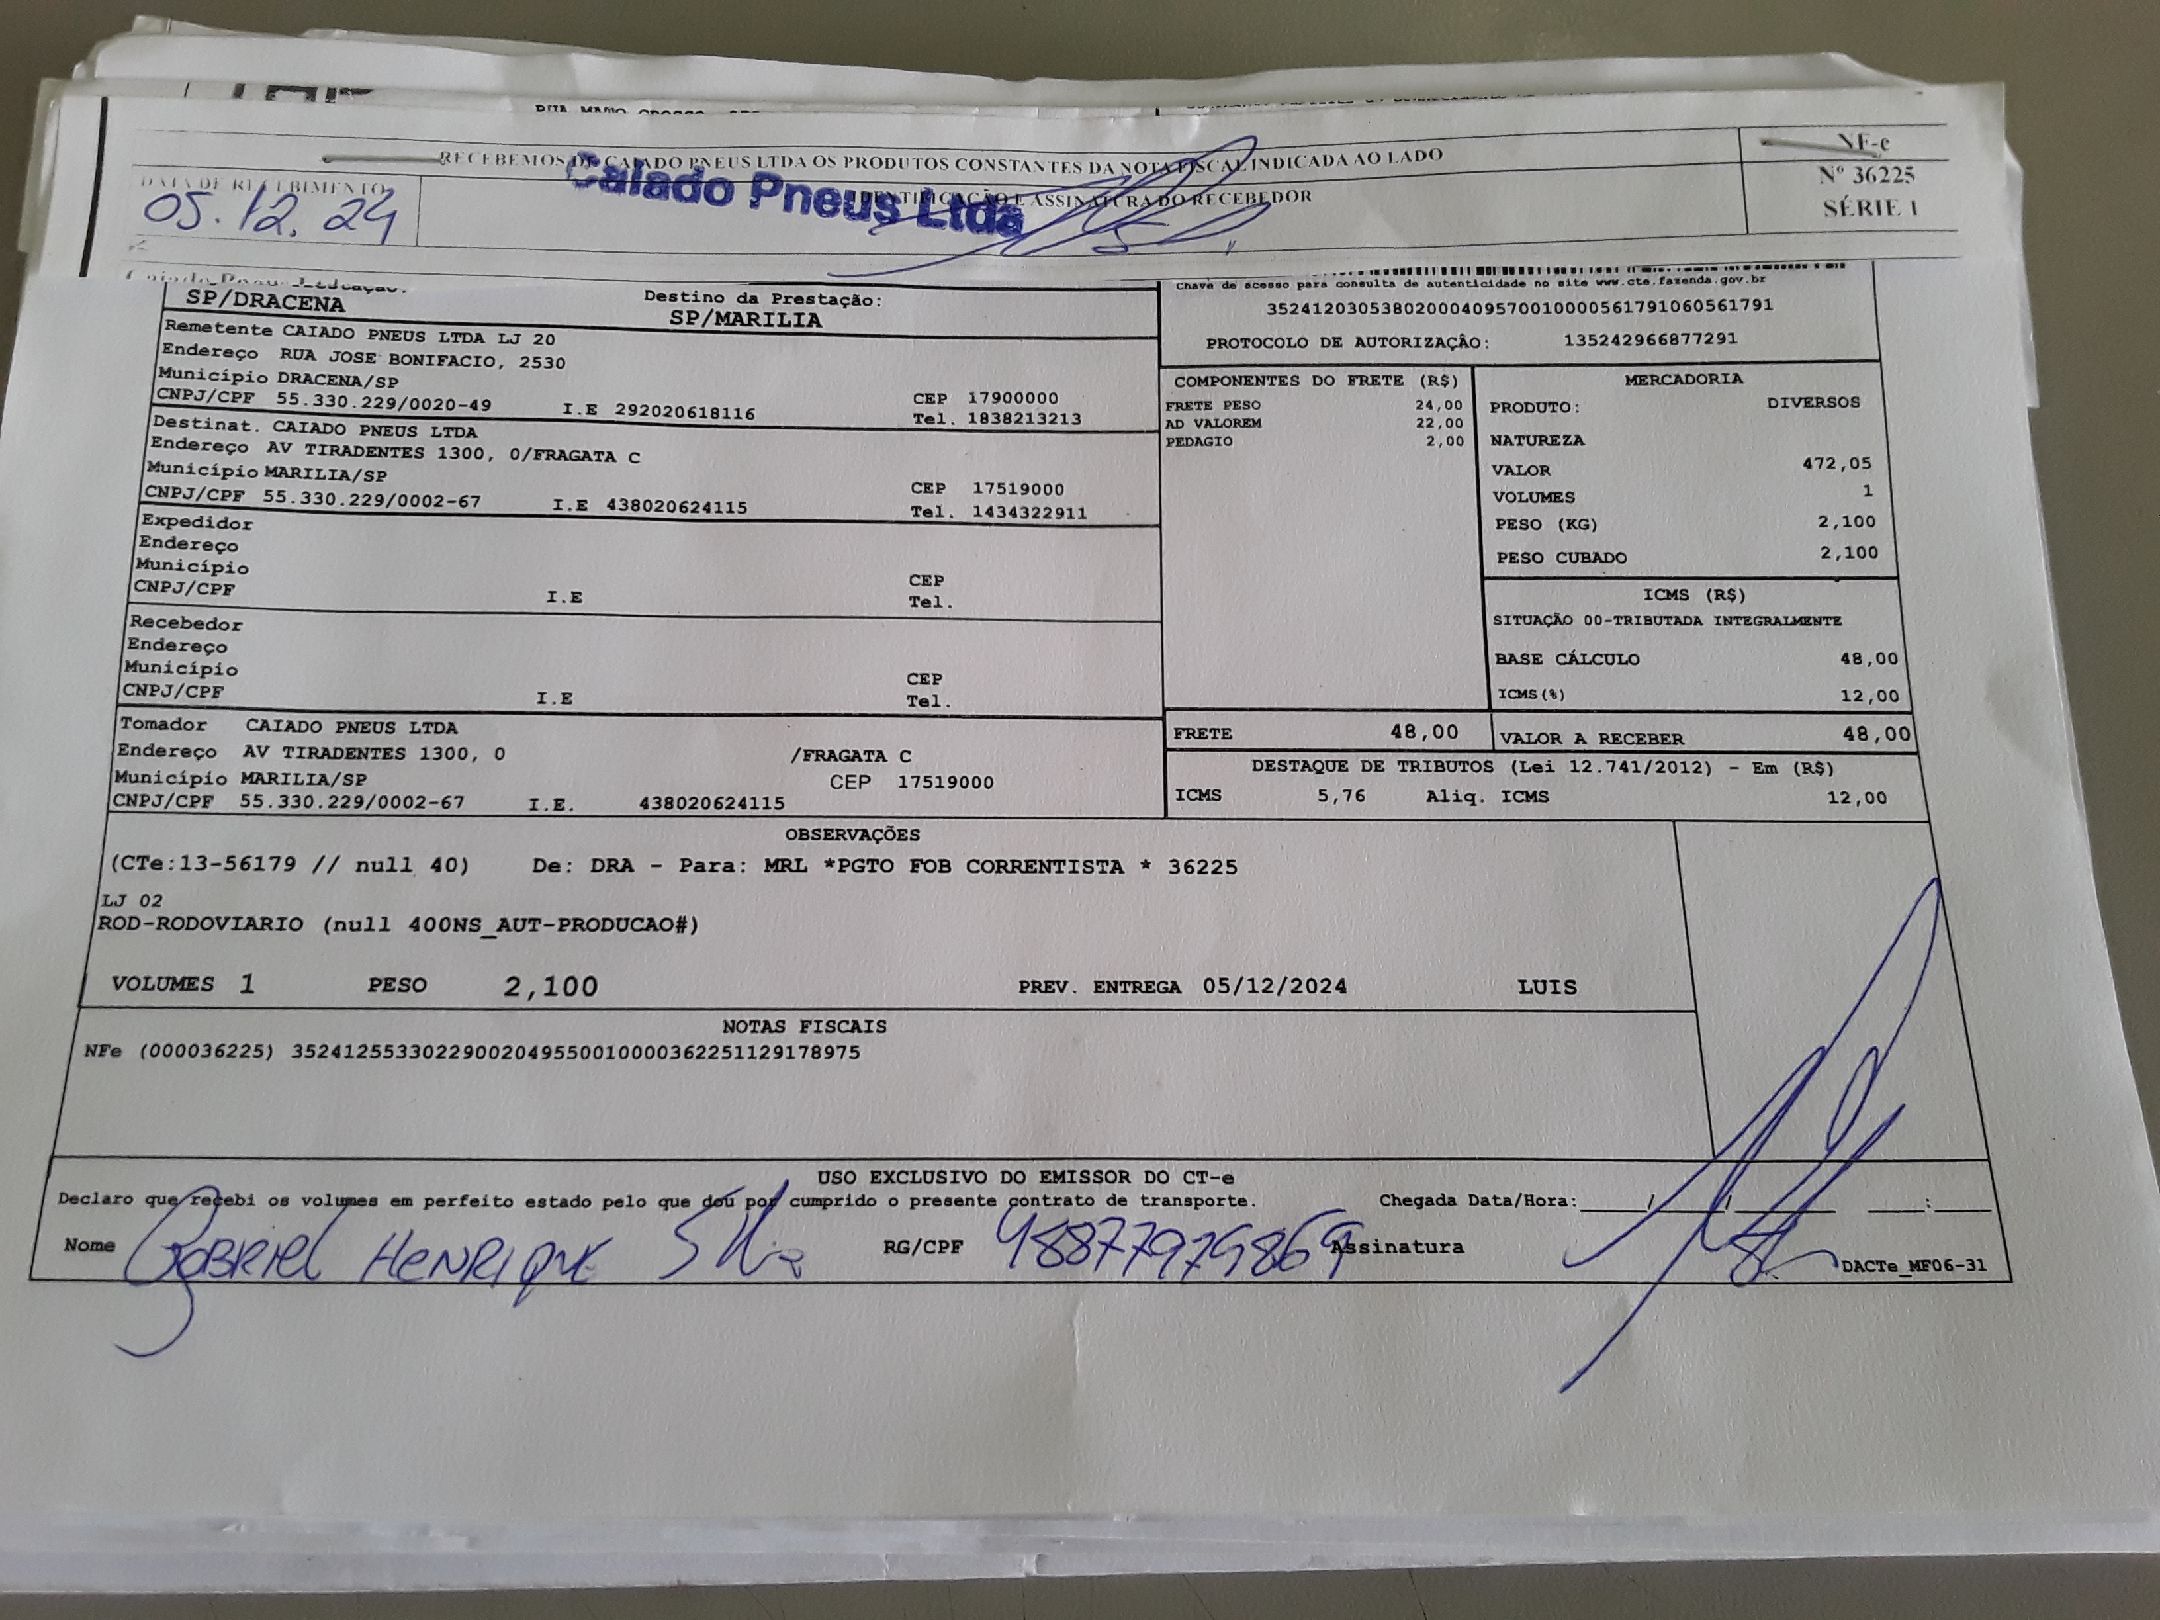 RECEBEMOS DE CAIADO PNEUS LTDA OS PRODUTOS CONSTANTES DA NOTA FISCAL INDICADA AO LADO
NF-e
Nº 36225
SÉRIE 1
DATA DE RECEBIMENTO
05.12.24
IDENTIFICAÇÃO E ASSINATURA DO RECEBEDOR
Caiado Pneus Ltda
SP/DRACENA
Destino da Prestação:
SP/MARILIA
Chave de acesso para consulta de autenticidade no site www.cte.fazenda.gov.br
35241203053802000409570010000561791060561791
PROTOCOLO DE AUTORIZAÇÂO: 135242966877291
Remetente CAIADO PNEUS LTDA LJ 20
Endereço RUA JOSE BONIFACIO, 2530
Município DRACENA/SP CEP 17900000
CNPJ/CPF 55.330.229/0020-49 I.E 292020618116 Tel. 1838213213
Destinat. CAIADO PNEUS LTDA
Endereço AV TIRADENTES 1300, 0/FRAGATA C
Município MARILIA/SP CEP 17519000
CNPJ/CPF 55.330.229/0002-67 I.E 438020624115 Tel. 1434322911
Expedidor
Endereço
Município CEP
CNPJ/CPF I.E Tel.
Recebedor
Endereço
Município CEP
CNPJ/CPF I.E Tel.
Tomador CAIADO PNEUS LTDA
Endereço AV TIRADENTES 1300, 0 /FRAGATA C
Município MARILIA/SP CEP 17519000
CNPJ/CPF 55.330.229/0002-67 I.E. 438020624115
COMPONENTES DO FRETE (R$)
FRETE PESO 24,00
AD VALOREM 22,00
PEDAGIO 2,00
MERCADORIA
PRODUTO: DIVERSOS
NATUREZA
VALOR 472,05
VOLUMES 1
PESO (KG) 2,100
PESO CUBADO 2,100
ICMS (R$)
SITUAÇÃO 00-TRIBUTADA INTEGRALMENTE
BASE CÁLCULO 48,00
ICMS(%) 12,00
FRETE 48,00 VALOR A RECEBER 48,00
DESTAQUE DE TRIBUTOS (Lei 12.741/2012) - Em (R$)
ICMS 5,76 Aliq. ICMS 12,00
OBSERVAÇÕES
(CTe:13-56179 // null 40) De: DRA - Para: MRL *PGTO FOB CORRENTISTA * 36225
LJ 02
ROD-RODOVIARIO (null 400NS_AUT-PRODUCAO#)
VOLUMES 1 PESO 2,100 PREV. ENTREGA 05/12/2024 LUIS
NOTAS FISCAIS
NFe (000036225) 35241255330229002049550010000362251129178975
USO EXCLUSIVO DO EMISSOR DO CT-e
Declaro que recebi os volumes em perfeito estado pelo que dou por cumprido o presente contrato de transporte. Chegada Data/Hora:____/____/____ ___:___
Nome GABRIEL HENRIQUE Silva RG/CPF 48877979869 Assinatura
DACTe_MF06-31